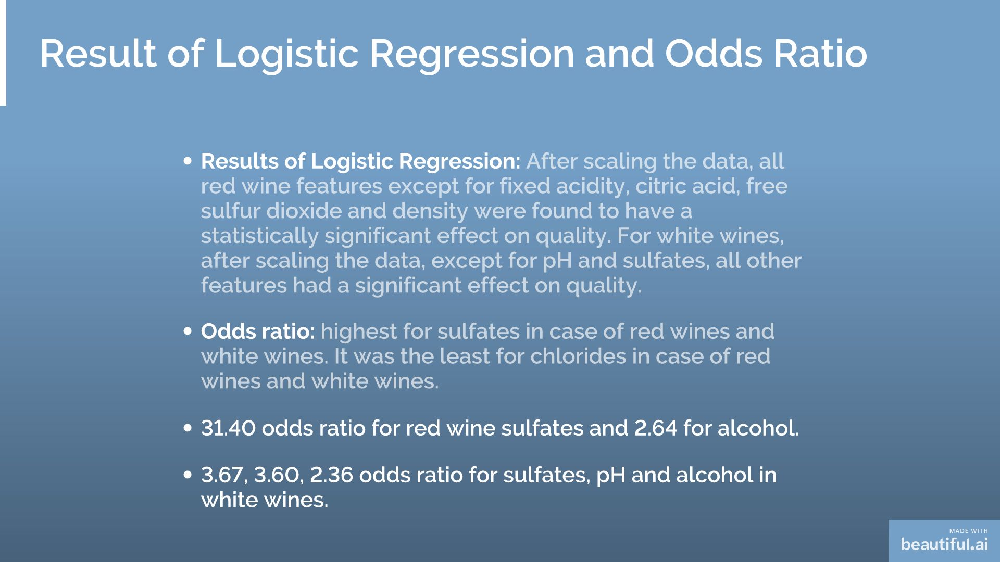 Result of Logistic Regression and Odds Ratio
• Results of Logistic Regression: After scaling the data, all
red wine features except for fixed acidity, citric acid, free
sulfur dioxide and density were found to have a
statistically significant effect on quality. For white wines,
after scaling the data, except for pH and sulfates, all other
features had a significant effect on quality.
• Odds ratio: highest for sulfates in case of red wines and
white wines. It was the least for chlorides in case of red
wines and white wines.
• 31.40 odds ratio for red wine sulfates and 2.64 for alcohol.
• 3.67, 3.60, 2.36 odds ratio for sulfates, pH and alcohol in
white wines.
MADE WITH
beautiful.ai